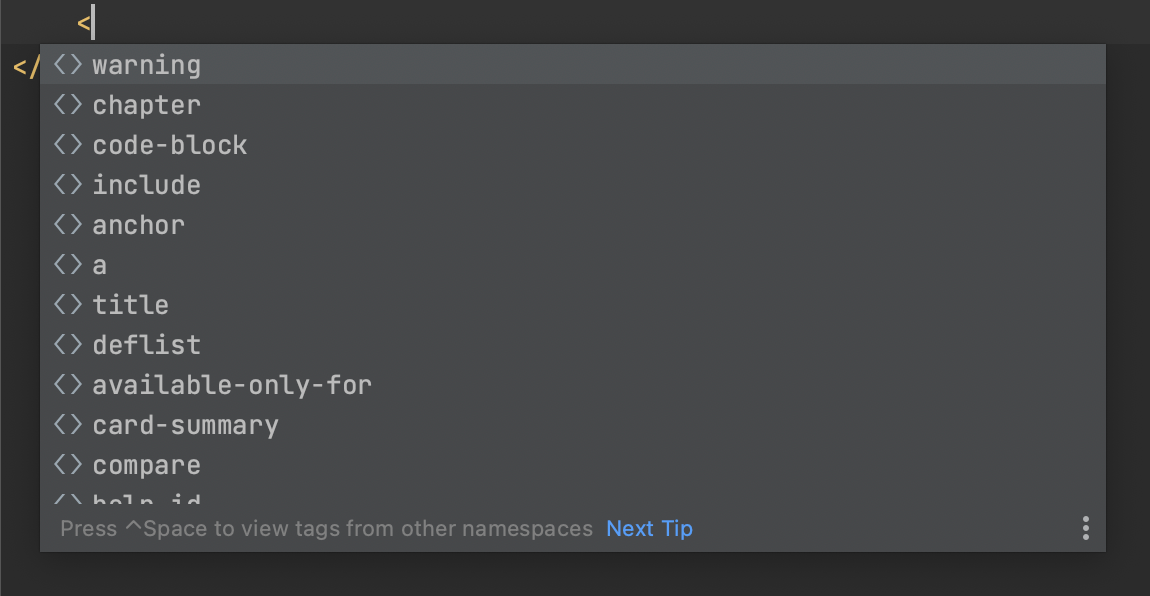 <
</
<> warning
<> chapter
<> code-block
<> include
<> anchor
<> a
<> title
<> deflist
<> available-only-for
<> card-summary
<> compare
Press ^Space to view tags from other namespaces Next Tip